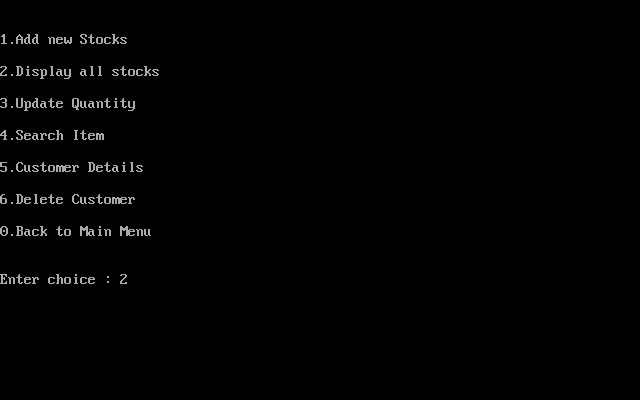 1.Add new Stocks
2.Display all stocks
3.Update Quantity
4.Search Item
5.Customer Details
6.Delete Customer
0.Back to Main Menu
Enter choice : 2